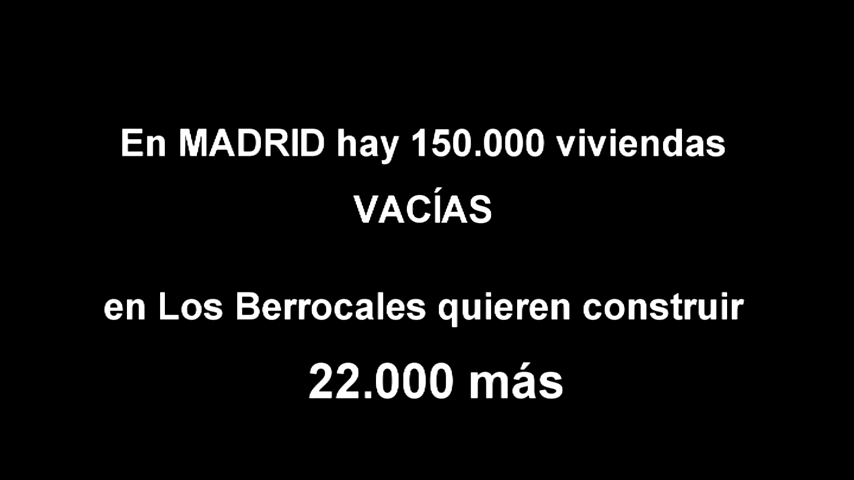 En MADRID hay 150.000 viviendas
VACÍAS
en Los Berrocales quieren construir
22.000 más